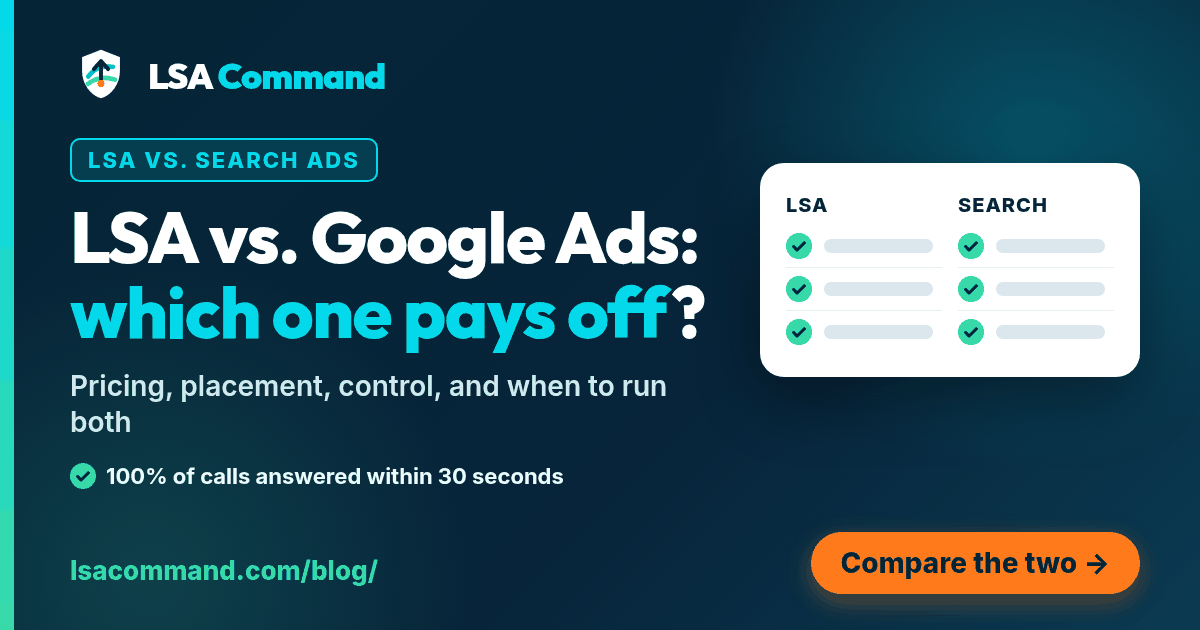 LSA Command
LSA VS. SEARCH ADS
LSA vs. Google Ads:
which one pays off?
Pricing, placement, control, and when to run
both
100% of calls answered within 30 seconds
lsacommand.com/blog/
LSA
SEARCH
Compare the two →